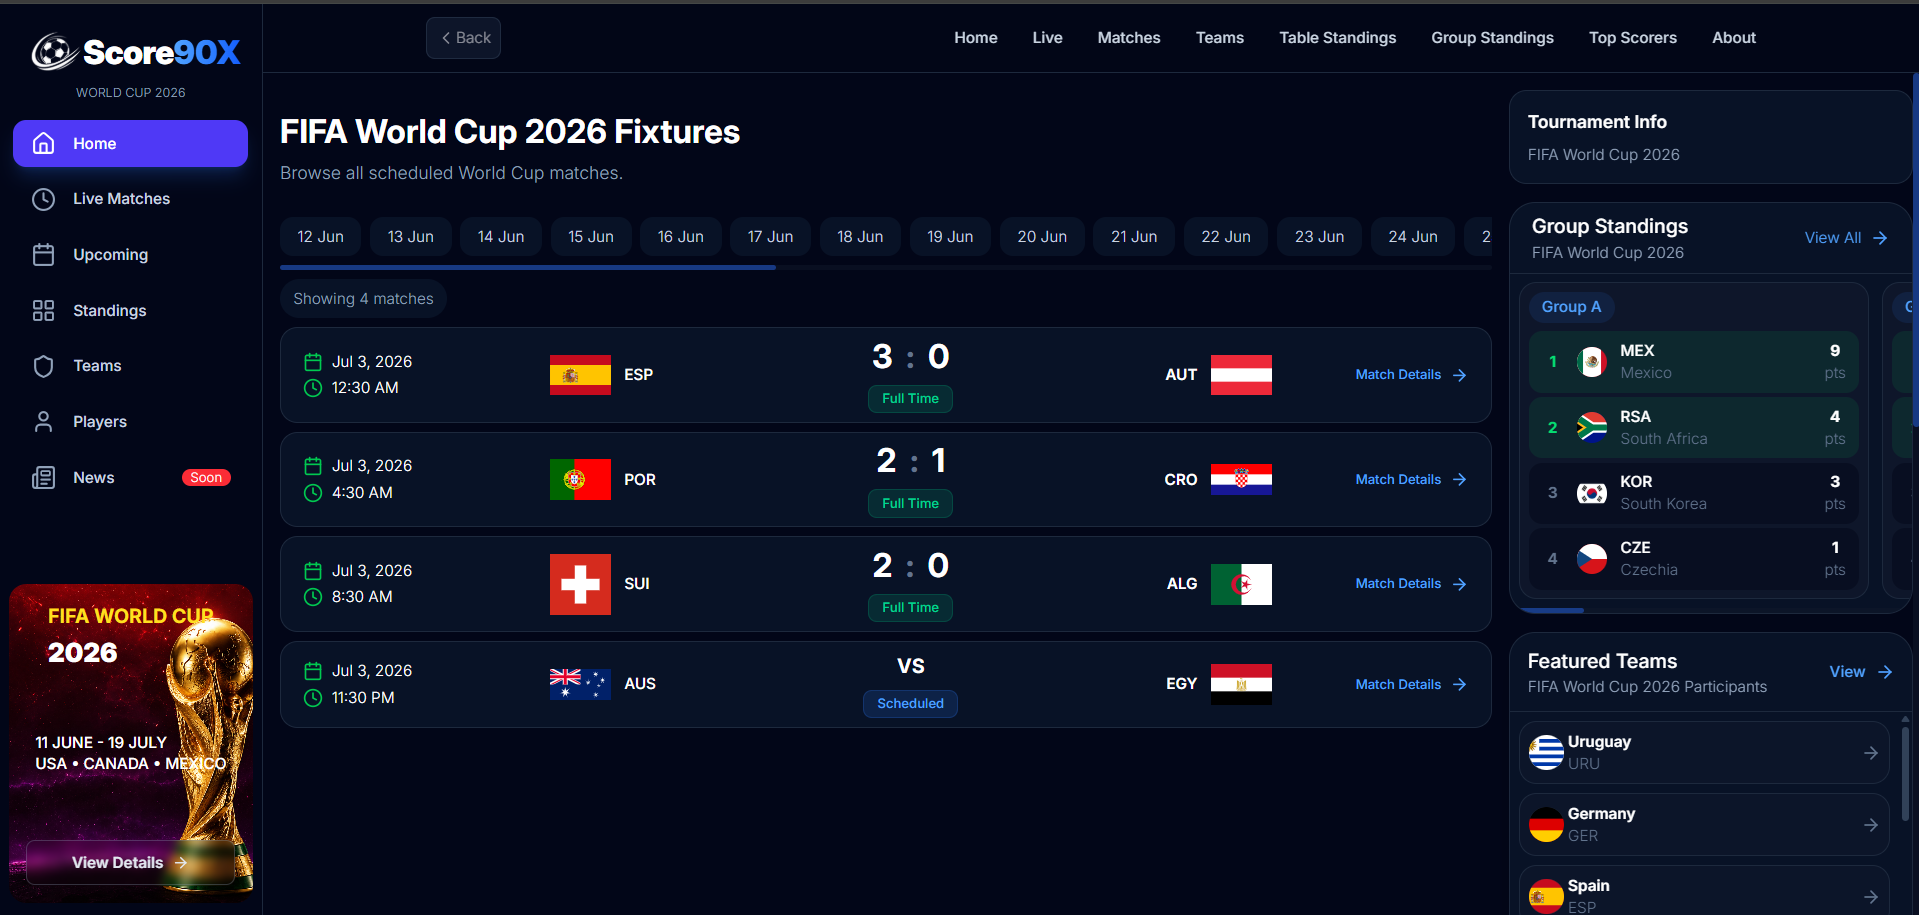 Score90X
WORLD CUP 2026
Home
Live Matches
Upcoming
Standings
Teams
Players
News Soon
FIFA WORLD CUP
2026
11 JUNE - 19 JULY
USA • CANADA • MEXICO
View Details
Back
Home Live Matches Teams Table Standings Group Standings Top Scorers About
FIFA World Cup 2026 Fixtures
Browse all scheduled World Cup matches.
12 Jun 13 Jun 14 Jun 15 Jun 16 Jun 17 Jun 18 Jun 19 Jun 20 Jun 21 Jun 22 Jun 23 Jun 24 Jun 2
Showing 4 matches
Jul 3, 2026
12:30 AM
ESP
3 : 0
Full Time
AUT
Match Details
Jul 3, 2026
4:30 AM
POR
2 : 1
Full Time
CRO
Match Details
Jul 3, 2026
8:30 AM
SUI
2 : 0
Full Time
ALG
Match Details
Jul 3, 2026
11:30 PM
AUS
VS
Scheduled
EGY
Match Details
Tournament Info
FIFA World Cup 2026
Group Standings
FIFA World Cup 2026
View All
Group A
1 MEX 9
Mexico pts
2 RSA 4
South Africa pts
3 KOR 3
South Korea pts
4 CZE 1
Czechia pts
Featured Teams
FIFA World Cup 2026 Participants
View
Uruguay
URU
Germany
GER
Spain
ESP